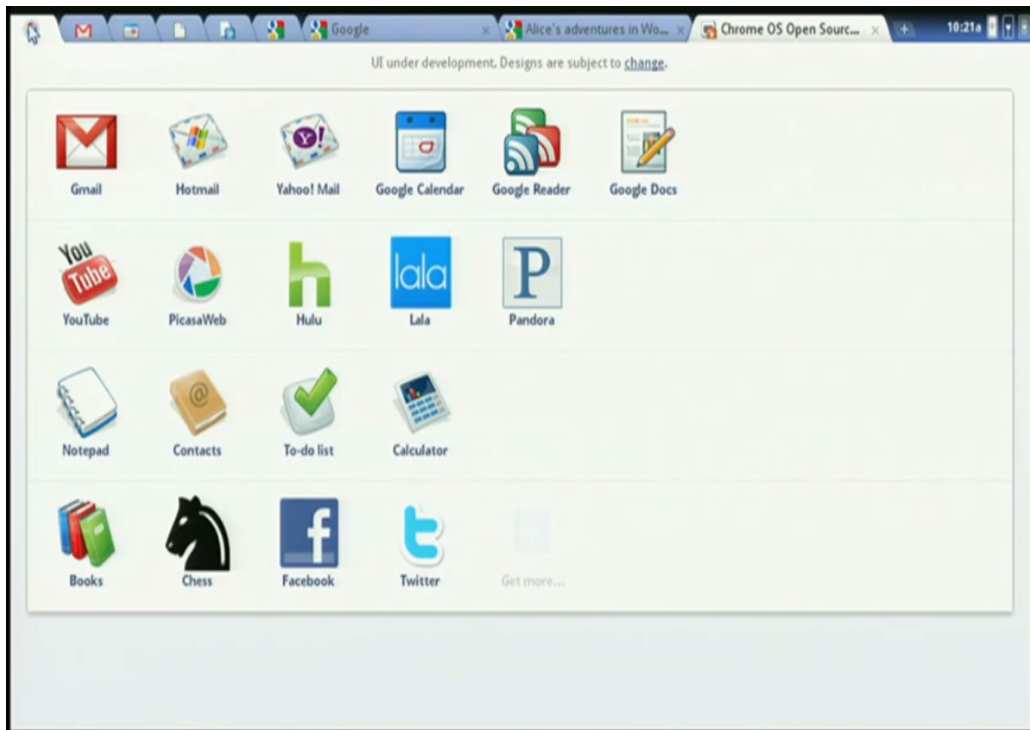 Google
Alice's adventures in Wo...
Chrome OS Open Sourc...
10:21a
UI under development. Designs are subject to change.
Gmail Hotmail Yahoo! Mail Google Calendar Google Reader Google Docs
You
Tube
lala
P
YouTube PicasaWeb Hulu Lala Pandora
Notepad Contacts To-do list Calculator
Books Chess Facebook Twitter Get more...